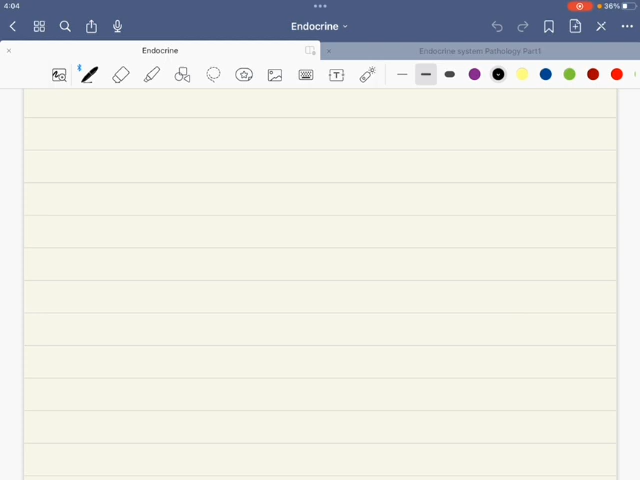 4:04
36%
Endocrine
Endocrine
Endocrine system Pathology Part1
T